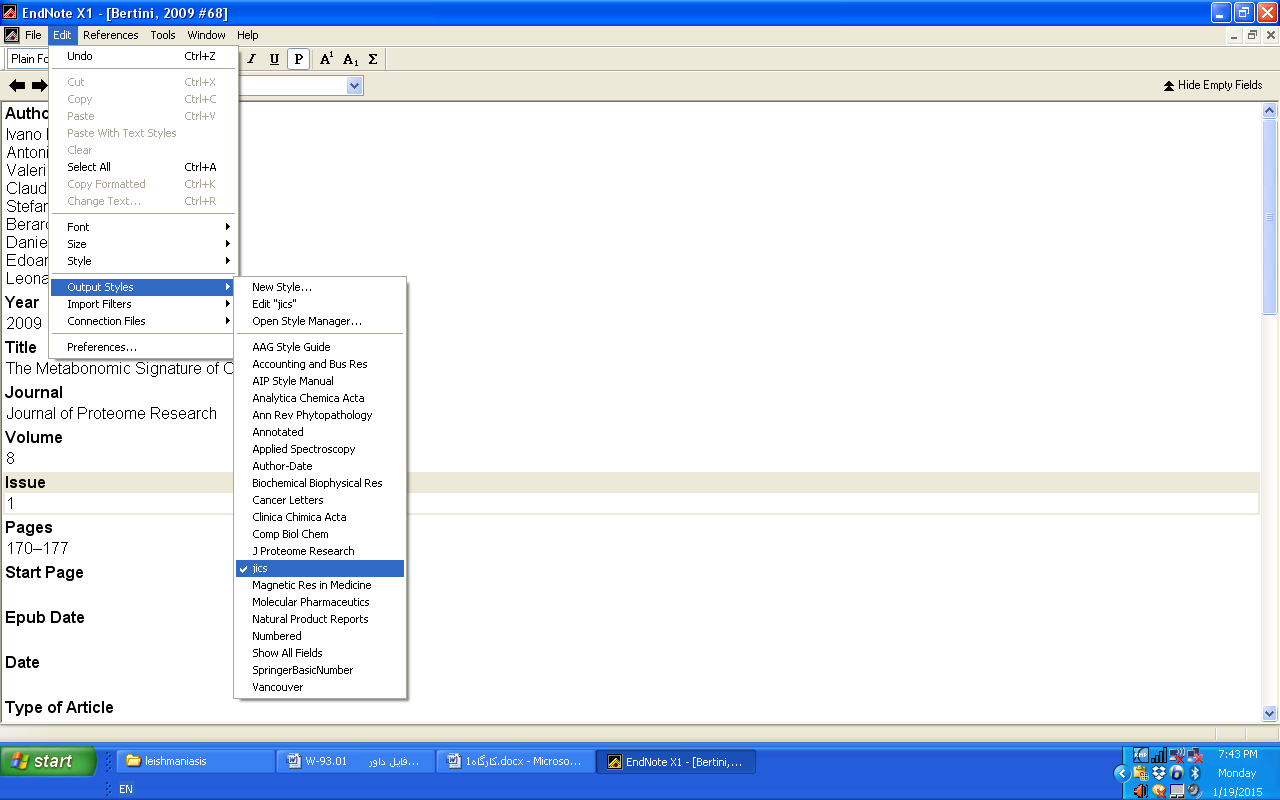 EndNote X1 - [Bertini, 2009 #68]
File Edit References Tools Window Help
Plain Fo I U P A¹ A₁ Σ
Hide Empty Fields
Undo Ctrl+Z
Cut Ctrl+X
Copy Ctrl+C
Paste Ctrl+V
Paste With Text Styles
Clear
Select All Ctrl+A
Copy Formatted Ctrl+K
Change Text... Ctrl+R
Font
Size
Style
Output Styles
Import Filters
Connection Files
Preferences...
New Style...
Edit "jics"
Open Style Manager...
AAG Style Guide
Accounting and Bus Res
AIP Style Manual
Analytica Chemica Acta
Ann Rev Phytopathology
Annotated
Applied Spectroscopy
Author-Date
Biochemical Biophysical Res
Cancer Letters
Clinica Chimica Acta
Comp Biol Chem
J Proteome Research
jics
Magnetic Res in Medicine
Molecular Pharmaceutics
Natural Product Reports
Numbered
Show All Fields
SpringerBasicNumber
Vancouver
Autho
Ivano
Antoni
Valeri
Claud
Stefar
Berard
Danie
Edoar
Leona
Year
2009
Title
The Metabonomic Signature of C
Journal
Journal of Proteome Research
Volume
8
Issue
1
Pages
170–177
Start Page
Epub Date
Date
Type of Article
start
leishmaniasis
W-93.01 فایل داور...
کارگاه1.docx - Microso...
EndNote X1 - [Bertini,...
EN
7:43 PM
Monday
1/19/2015